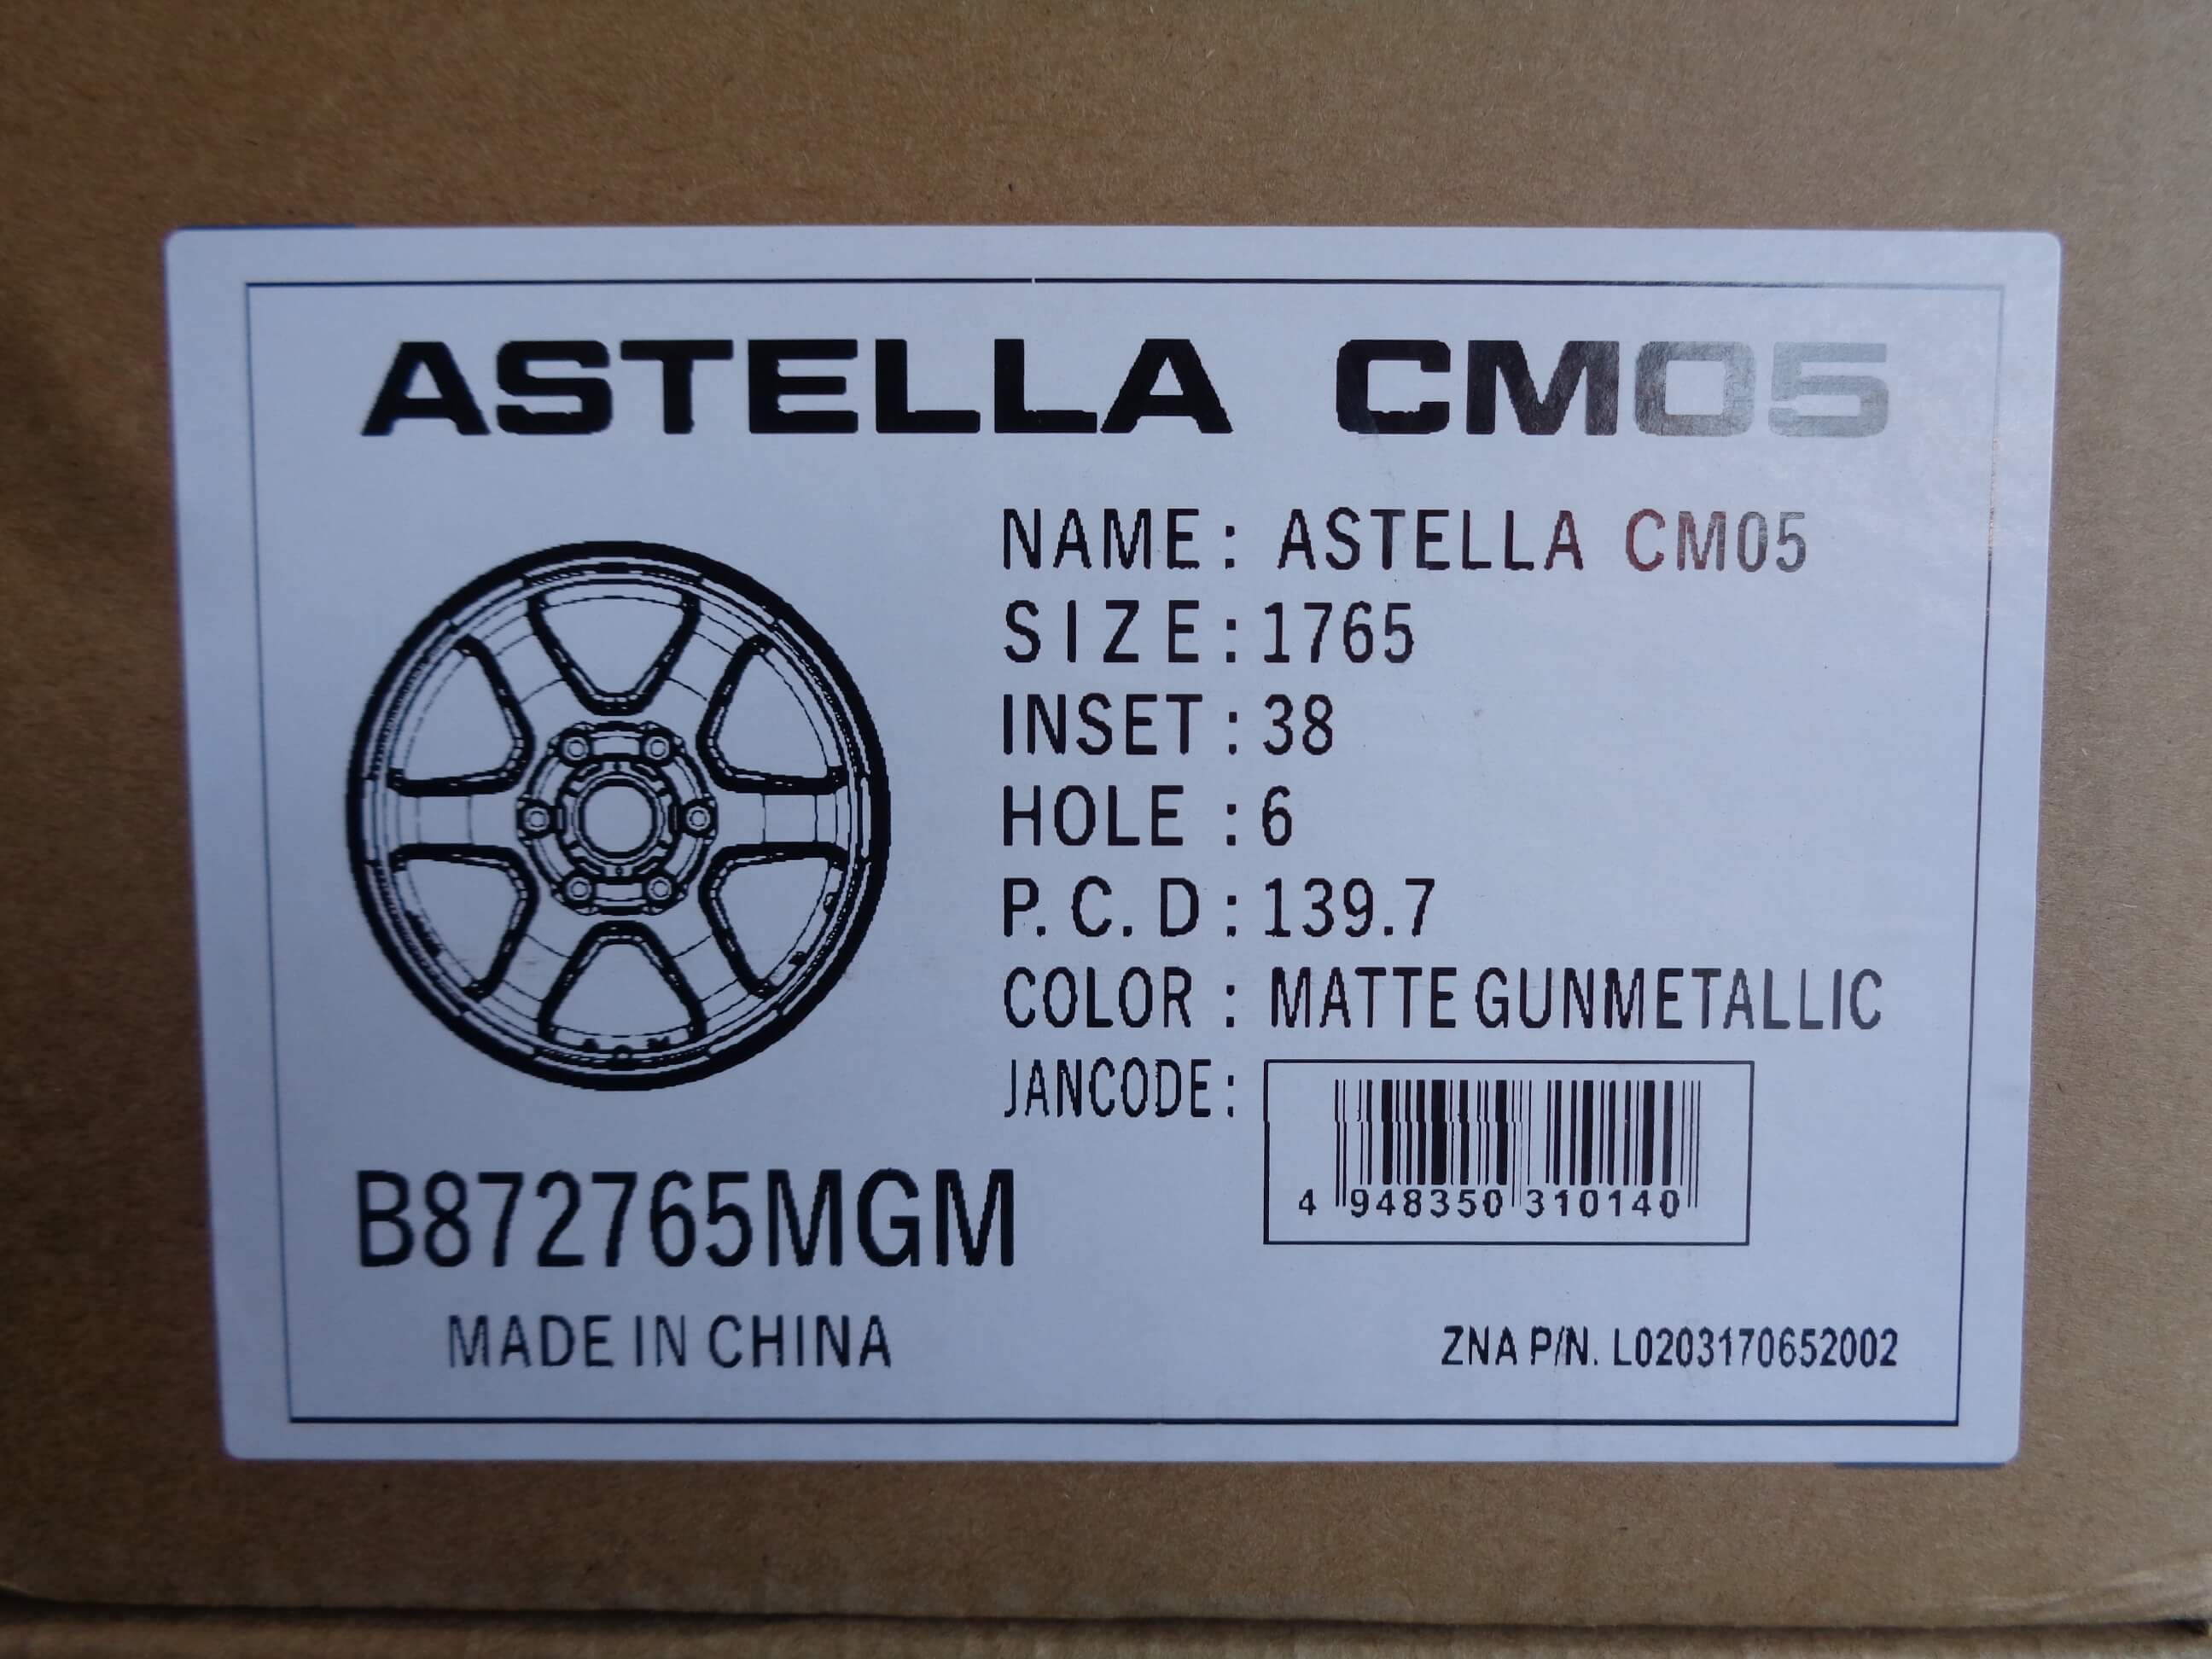 ASTELLA CM05
NAME: ASTELLA CM05
SIZE:1765
INSET:38
HOLE:6
P.C.D:139.7
COLOR: MATTE GUNMETALLIC
JANCODE:
4 948350 310140
B872765MGM
MADE IN CHINA
ZNA P/N. L0203170652002